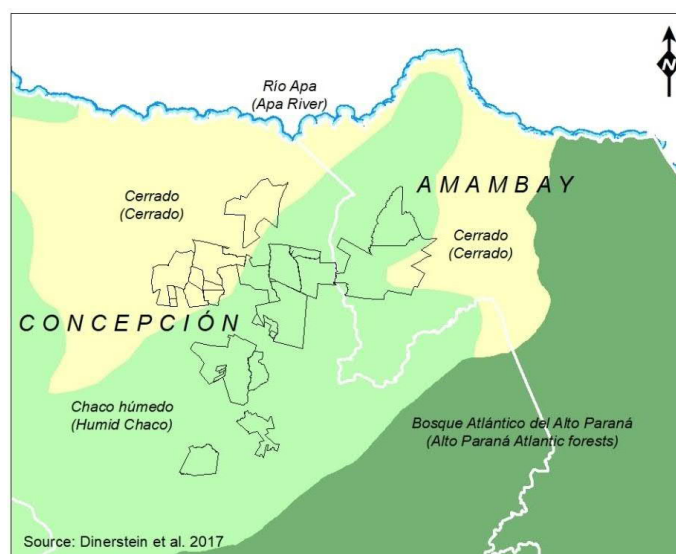 N
Río Apa
(Apa River)
AMAMBAY
Cerrado
(Cerrado)
Cerrado
(Cerrado)
CONCEPCIÓN
Chaco húmedo
(Humid Chaco)
Bosque Atlántico del Alto Paraná
(Alto Paraná Atlantic forests)
Source: Dinerstein et al. 2017